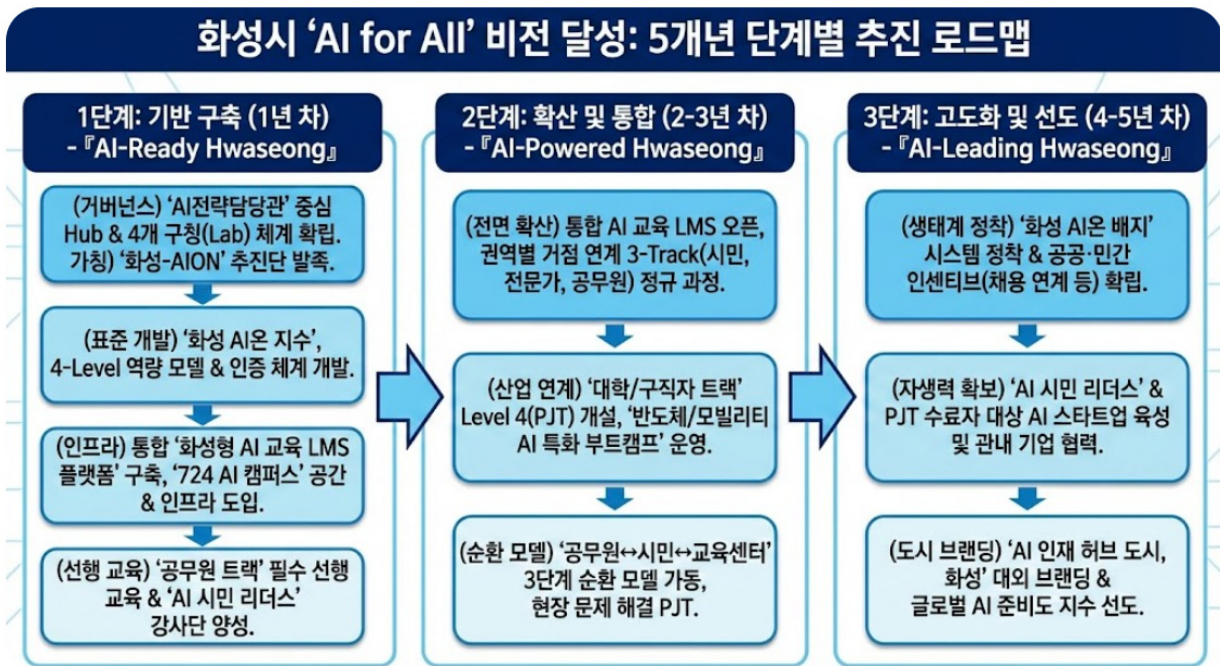 화성시 ‘AI for All’ 비전 달성: 5개년 단계별 추진 로드맵
1단계: 기반 구축 (1년 차)
-『AI-Ready Hwaseong』
(거버넌스) ‘AI전략담당관’ 중심
Hub & 4개 구칭(Lab) 체계 확립.
가칭) ‘화성-AION’ 추진단 발족.
(표준 개발) ‘화성 AI온 지수’,
4-Level 역량 모델 & 인증 체계 개발.
(인프라) 통합 ‘화성형 AI 교육 LMS
플랫폼’ 구축, ‘724 AI 캠퍼스’ 공간
& 인프라 도입.
(선행 교육) ‘공무원 트랙’ 필수 선행
교육 & ‘AI 시민 리더스’
강사단 양성.
2단계: 확산 및 통합 (2-3년 차)
-『AI-Powered Hwaseong』
(전면 확산) 통합 AI 교육 LMS 오픈,
권역별 거점 연계 3-Track(시민,
전문가, 공무원) 정규 과정.
(산업 연계) ‘대학/구직자 트랙’
Level 4(PJT) 개설, ‘반도체/모빌리티
AI 특화 부트캠프’ 운영.
(순환 모델) ‘공무원↔시민↔교육센터’
3단계 순환 모델 가동,
현장 문제 해결 PJT.
3단계: 고도화 및 선도 (4-5년 차)
-『AI-Leading Hwaseong』
(생태계 정착) ‘화성 AI온 배지’
시스템 정착 & 공공·민간
인센티브(채용 연계 등) 확립.
(자생력 확보) ‘AI 시민 리더스’ &
PJT 수료자 대상 AI 스타트업 육성
및 관내 기업 협력.
(도시 브랜딩) ‘AI 인재 허브 도시,
화성’ 대외 브랜딩 &
글로벌 AI 준비도 지수 선도.